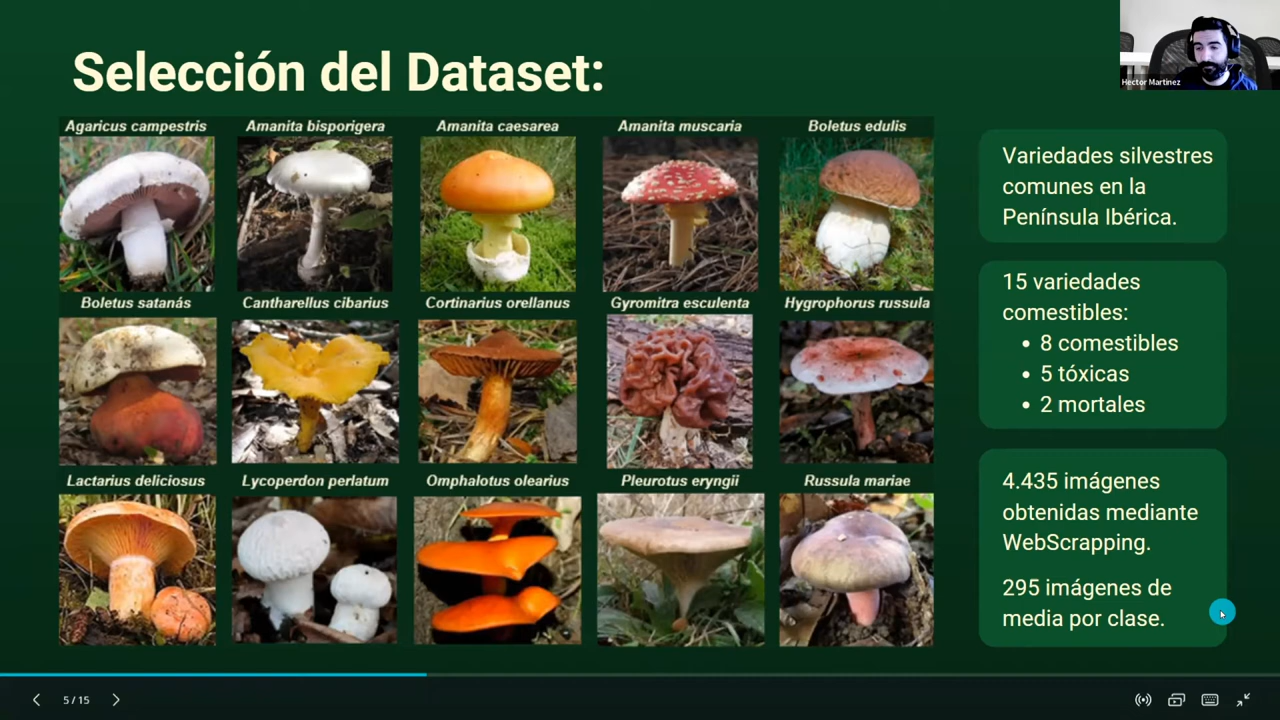 Selección del Dataset:
Hector Martinez
Agaricus campestris
Amanita bisporigera
Amanita caesarea
Amanita muscaria
Boletus edulis
Boletus satanás
Cantharellus cibarius
Cortinarius orellanus
Gyromitra esculenta
Hygrophorus russula
Lactarius deliciosus
Lycoperdon perlatum
Omphalotus olearius
Pleurotus eryngii
Russula mariae
Variedades silvestres
comunes en la
Península Ibérica.
15 variedades
comestibles:
• 8 comestibles
• 5 tóxicas
• 2 mortales
4.435 imágenes
obtenidas mediante
WebScrapping.
295 imágenes de
media por clase.
5 / 15